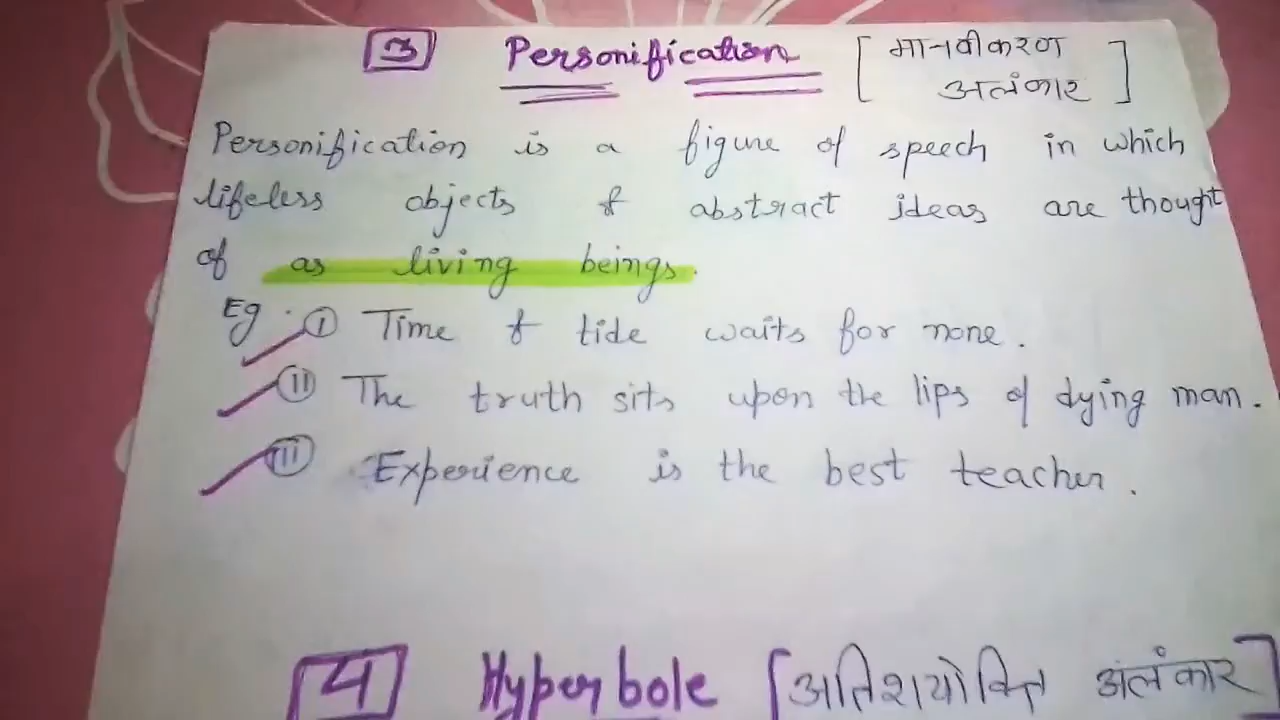 3 Personification [मानवीकरण
अलंकार]
Personification is a figure of speech in which
lifeless objects & abstract ideas are thought
of as living beings.
Eg. I Time & tide waits for none.
II The truth sits upon the lips of dying man.
III Experience is the best teacher.
4 Hyperbole [अतिशयोक्ति अलंकार]